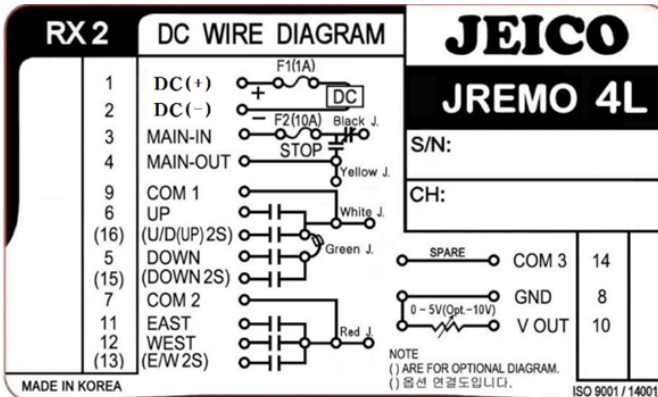 RX 2 DC WIRE DIAGRAM
JEICO
JREMO 4L
S/N:
CH:
F1(1A)
1 DC(+) +
DC
2 DC(−) −
F2(10A) Black J.
3 MAIN-IN
STOP
4 MAIN-OUT
Yellow J.
9 COM 1
6 UP White J.
(16) (U/D(UP)2S)
Green J.
5 DOWN
(15) (DOWN2S)
7 COM 2
11 EAST
12 WEST Red J.
(13) (E/W2S)
SPARE COM 3 14
GND 8
0 ~ 5V(Opt.~10V)
V OUT 10
NOTE
( ) ARE FOR OPTIONAL DIAGRAM.
( ) 옵션 연결도입니다.
MADE IN KOREA
ISO 9001 / 14001